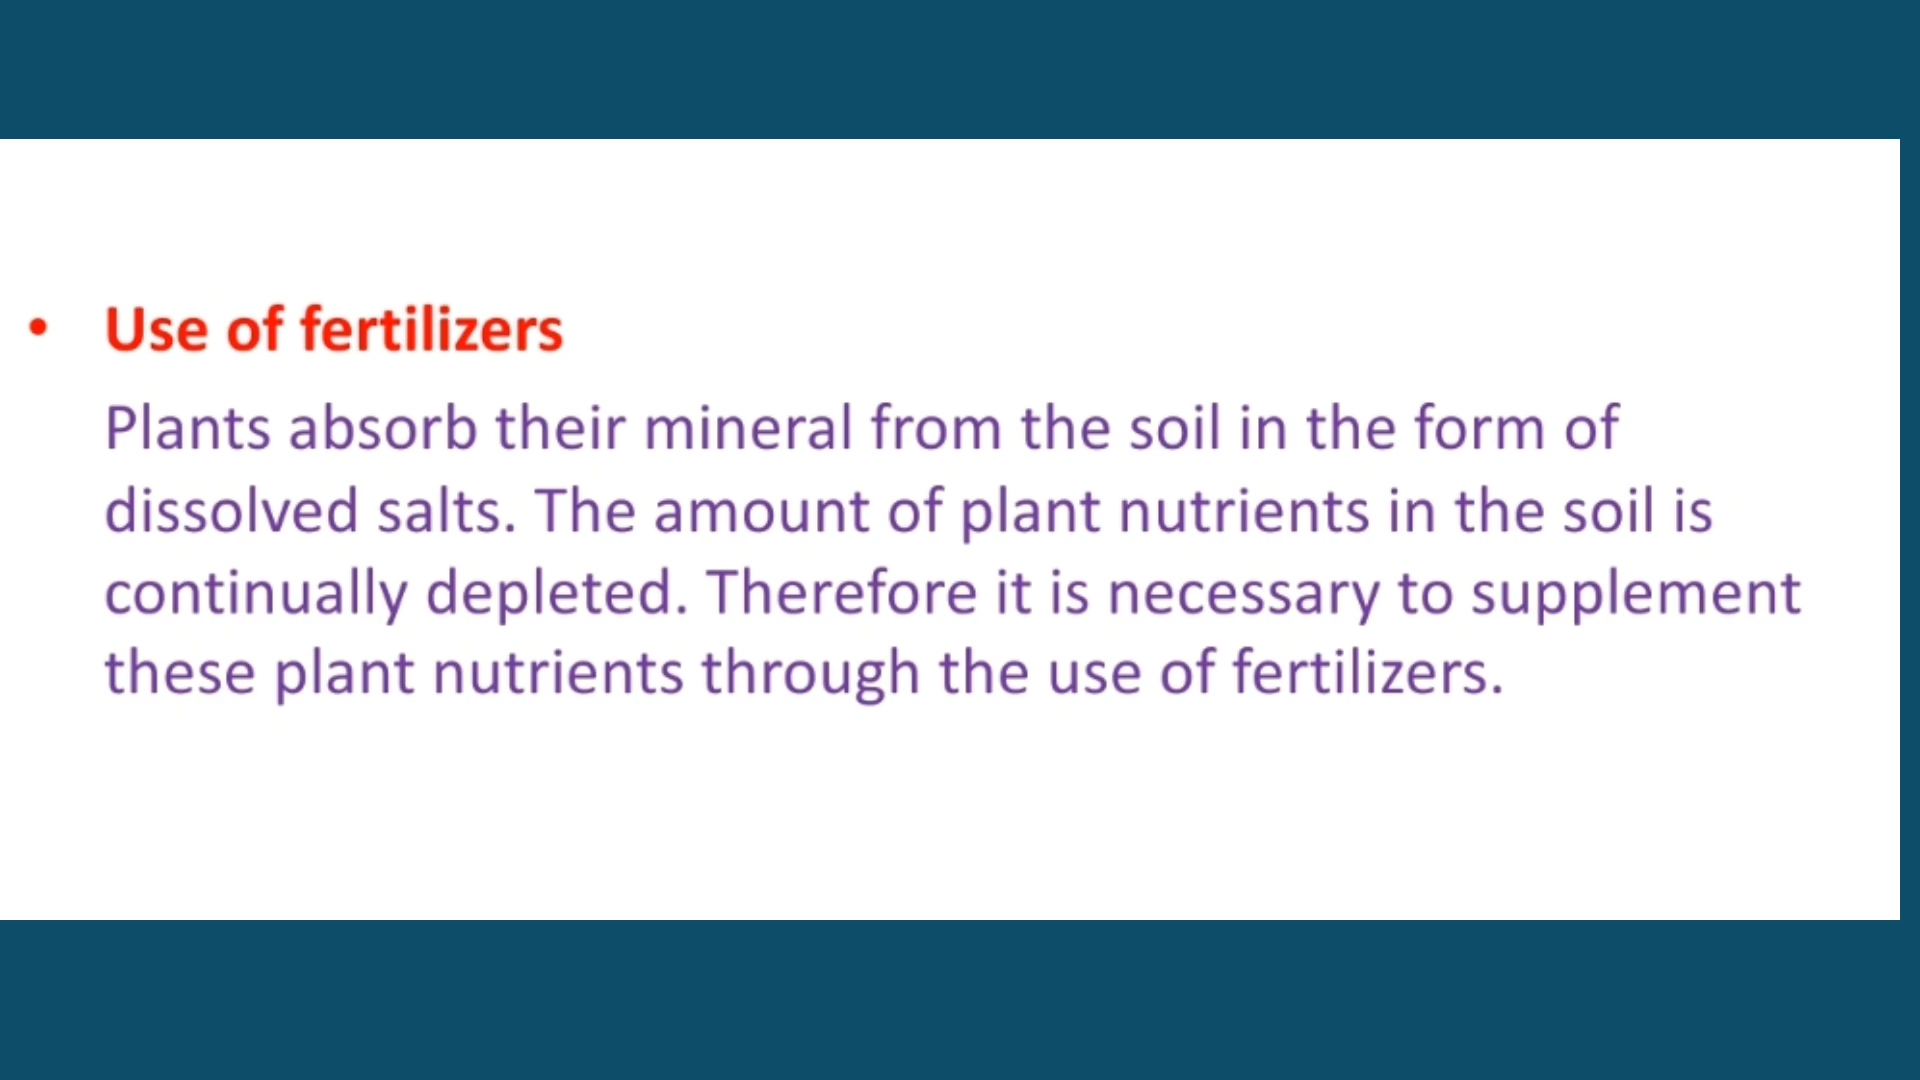 • Use of fertilizers
Plants absorb their mineral from the soil in the form of
dissolved salts. The amount of plant nutrients in the soil is
continually depleted. Therefore it is necessary to supplement
these plant nutrients through the use of fertilizers.